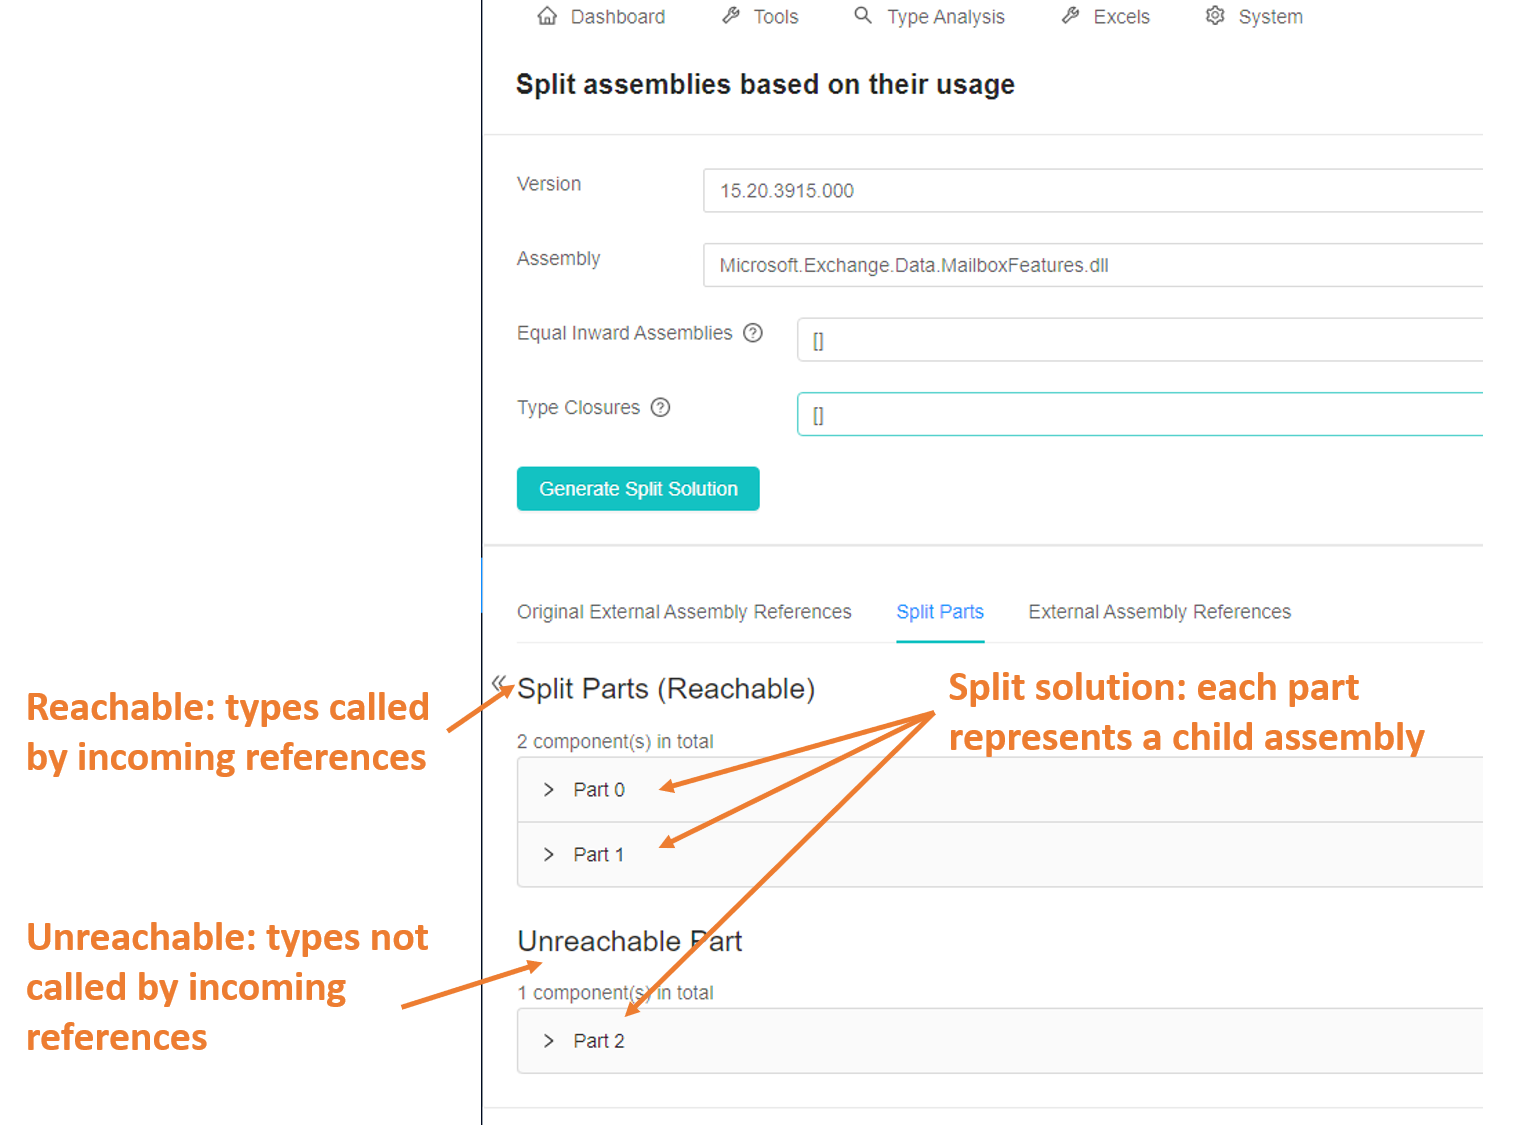 Dashboard Tools Type Analysis Excels System
Split assemblies based on their usage
Version
15.20.3915.000
Assembly
Microsoft.Exchange.Data.MailboxFeatures.dll
Equal Inward Assemblies ?
[]
Type Closures ?
[]
Generate Split Solution
Original External Assembly References Split Parts External Assembly References
Reachable: types called
by incoming references
« Split Parts (Reachable)
2 component(s) in total
Split solution: each part
represents a child assembly
> Part 0
> Part 1
Unreachable: types not
called by incoming
references
Unreachable Part
1 component(s) in total
> Part 2